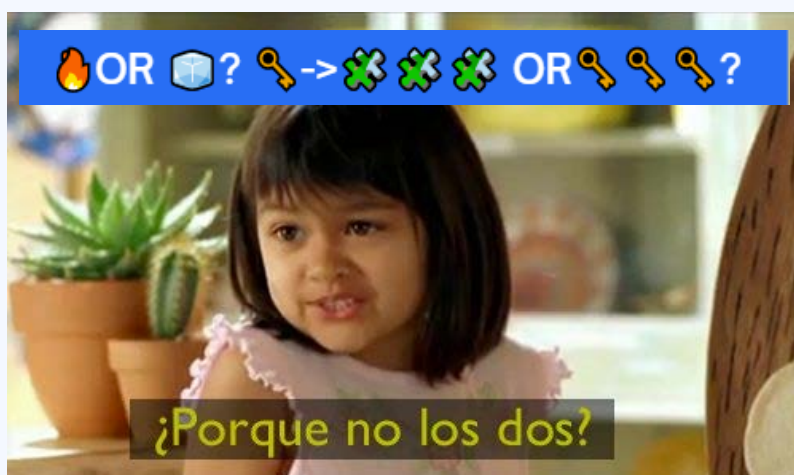 🔥OR 🧊? 🗝->🧩 🧩 🧩 OR🗝 🗝 🗝?
¿Porque no los dos?